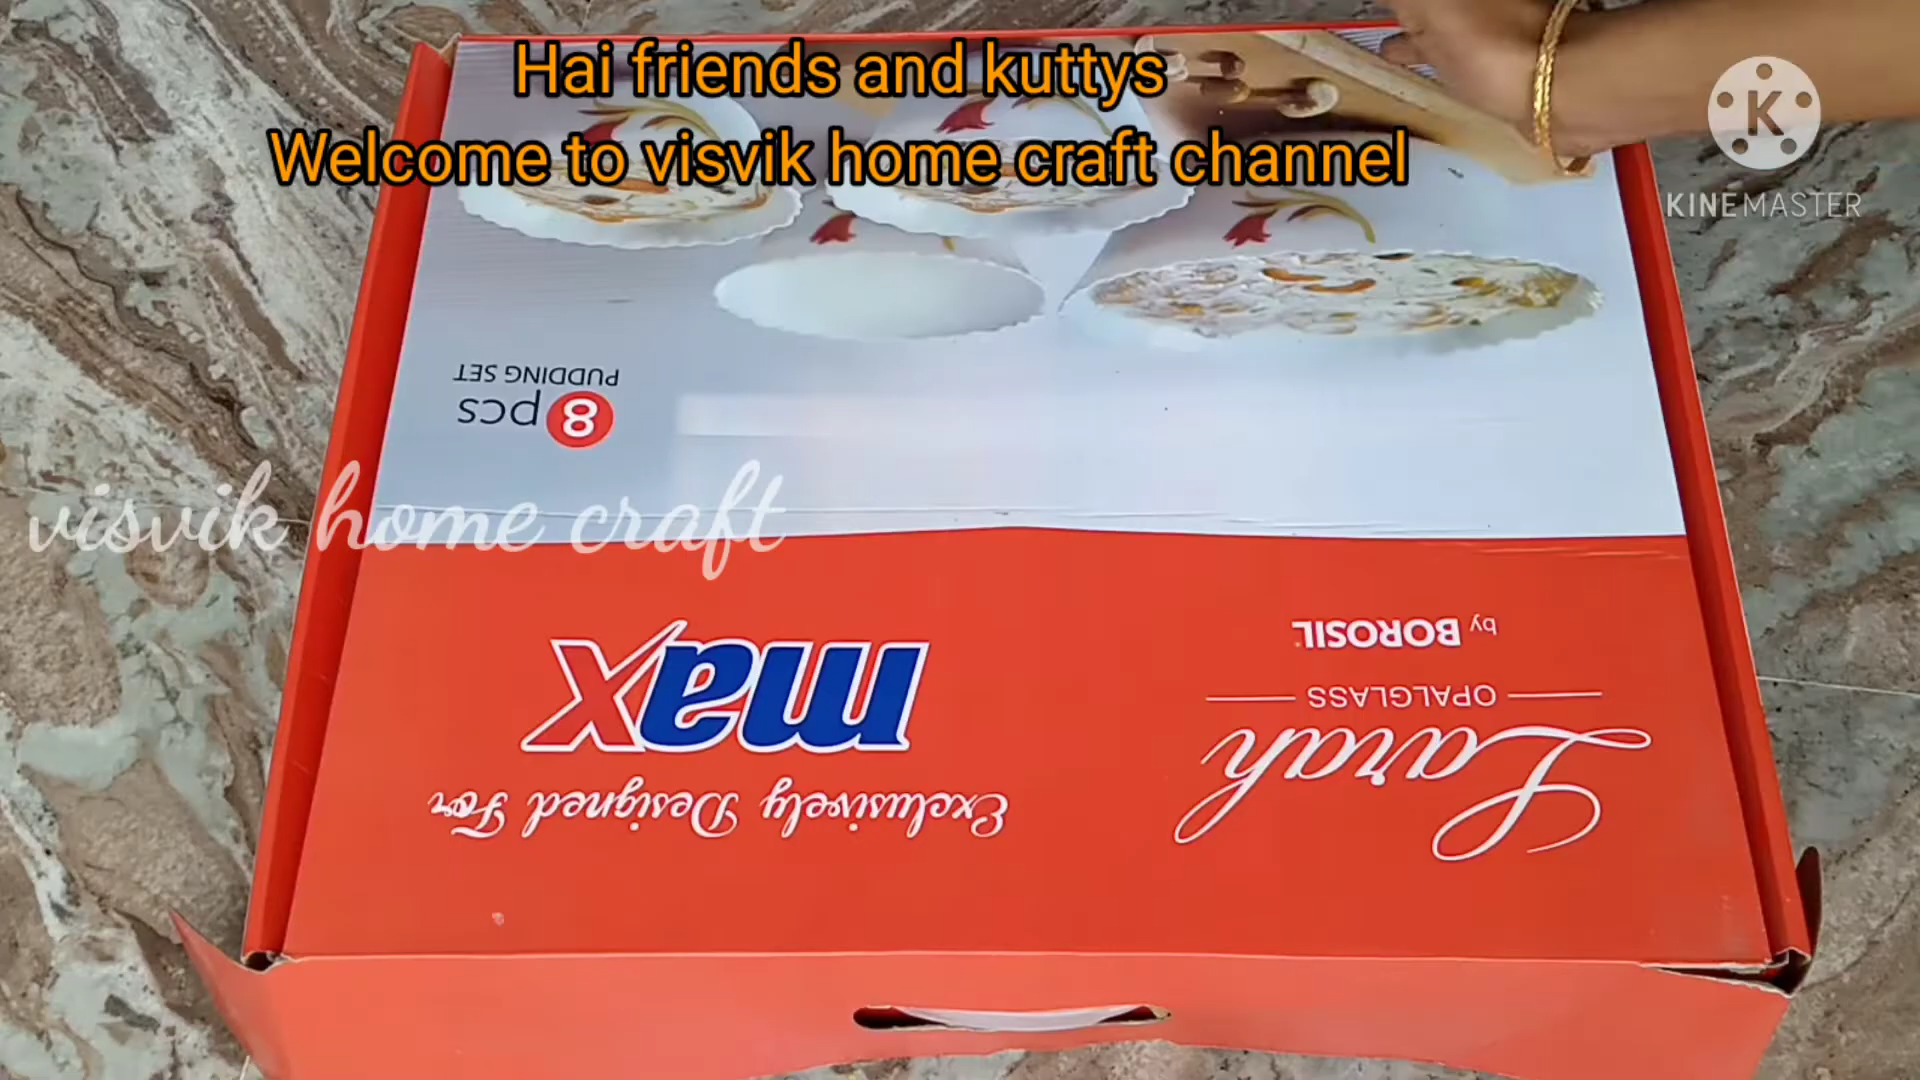 Hai friends and kuttys
Welcome to visvik home craft channel
K
KINEMASTER
PUDDING SET
8 pcs
visvik home craft
by BOROSIL
OPALGLASS
Larah
max
Exclusively Designed For